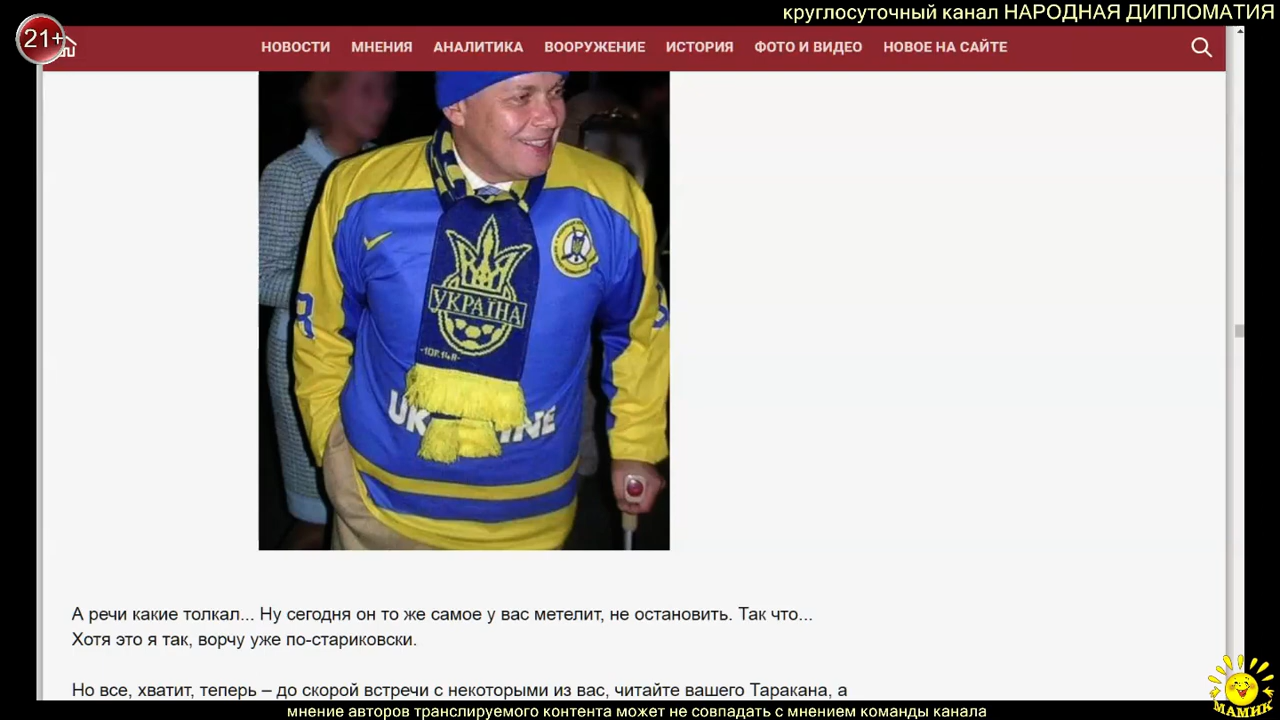 круглосуточный канал НАРОДНАЯ ДИПЛОМАТИЯ
21+
НОВОСТИ МНЕНИЯ АНАЛИТИКА ВООРУЖЕНИЕ ИСТОРИЯ ФОТО И ВИДЕО НОВОЕ НА САЙТЕ
УКРАЇНА
А речи какие толкал... Ну сегодня он то же самое у вас метелит, не остановить. Так что...
Хотя это я так, ворчу уже по-стариковски.
Но все, хватит, теперь – до скорой встречи с некоторыми из вас, читайте вашего Таракана, а
МАМИК
мнение авторов транслируемого контента может не совпадать с мнением команды канала